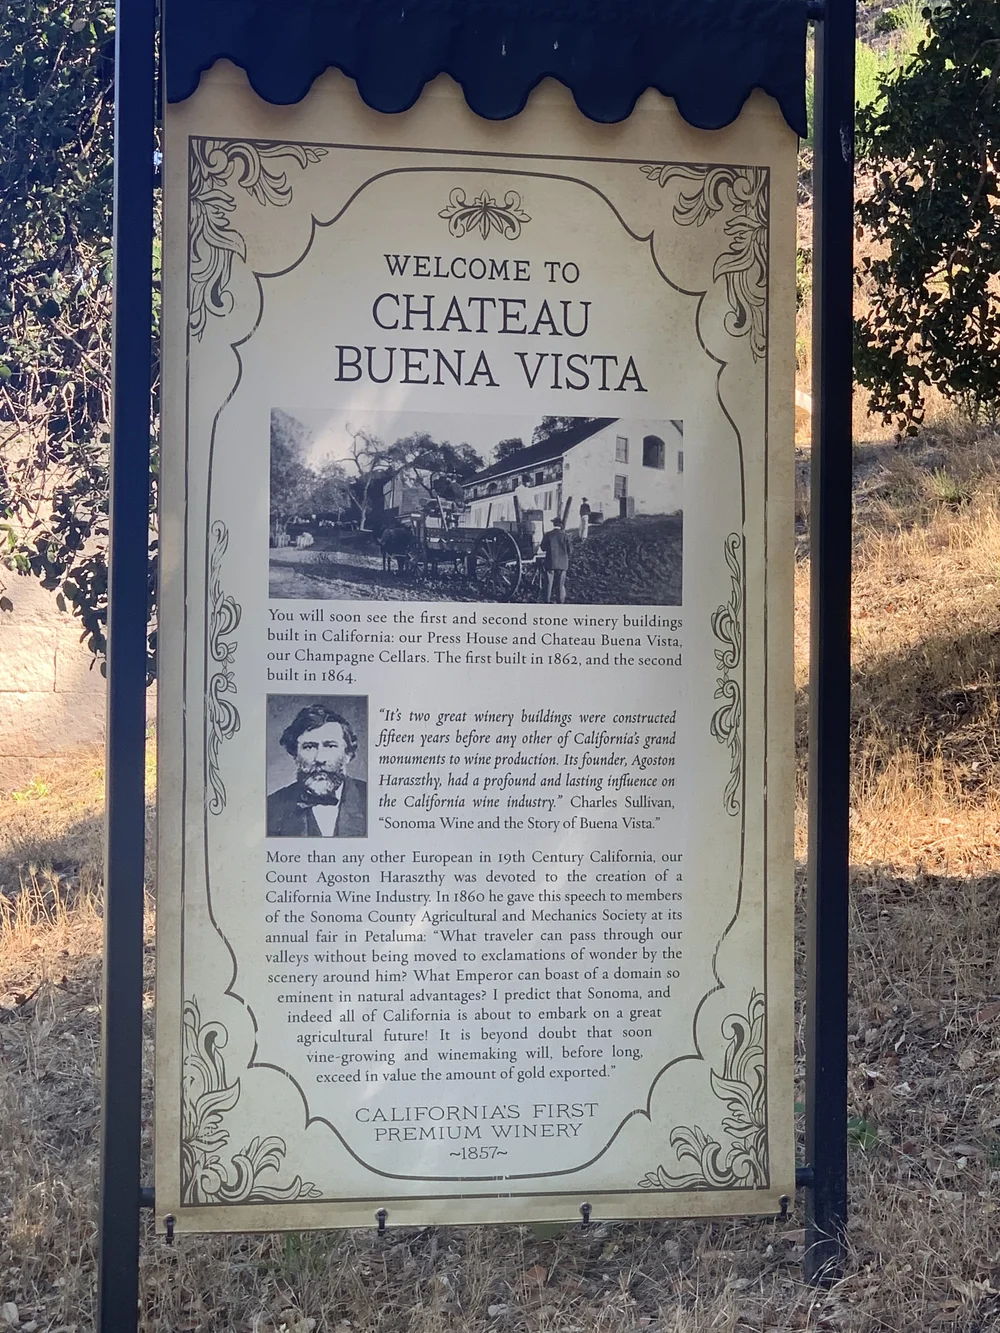 WELCOME TO
CHATEAU
BUENA VISTA
You will soon see the first and second stone winery buildings
built in California: our Press House and Chateau Buena Vista,
our Champagne Cellars. The first built in 1862, and the second
built in 1864.
"It's two great winery buildings were constructed
fifteen years before any other of California's grand
monuments to wine production. Its founder, Agoston
Haraszthy, had a profound and lasting influence on
the California wine industry." Charles Sullivan,
"Sonoma Wine and the Story of Buena Vista."
More than any other European in 19th Century California, our
Count Agoston Haraszthy was devoted to the creation of a
California Wine Industry. In 1860 he gave this speech to members
of the Sonoma County Agricultural and Mechanics Society at its
annual fair in Petaluma: "What traveler can pass through our
valleys without being moved to exclamations of wonder by the
scenery around him? What Emperor can boast of a domain so
eminent in natural advantages? I predict that Sonoma, and
indeed all of California is about to embark on a great
agricultural future! It is beyond doubt that soon
vine-growing and winemaking will, before long,
exceed in value the amount of gold exported."
CALIFORNIA'S FIRST
PREMIUM WINERY
~1857~